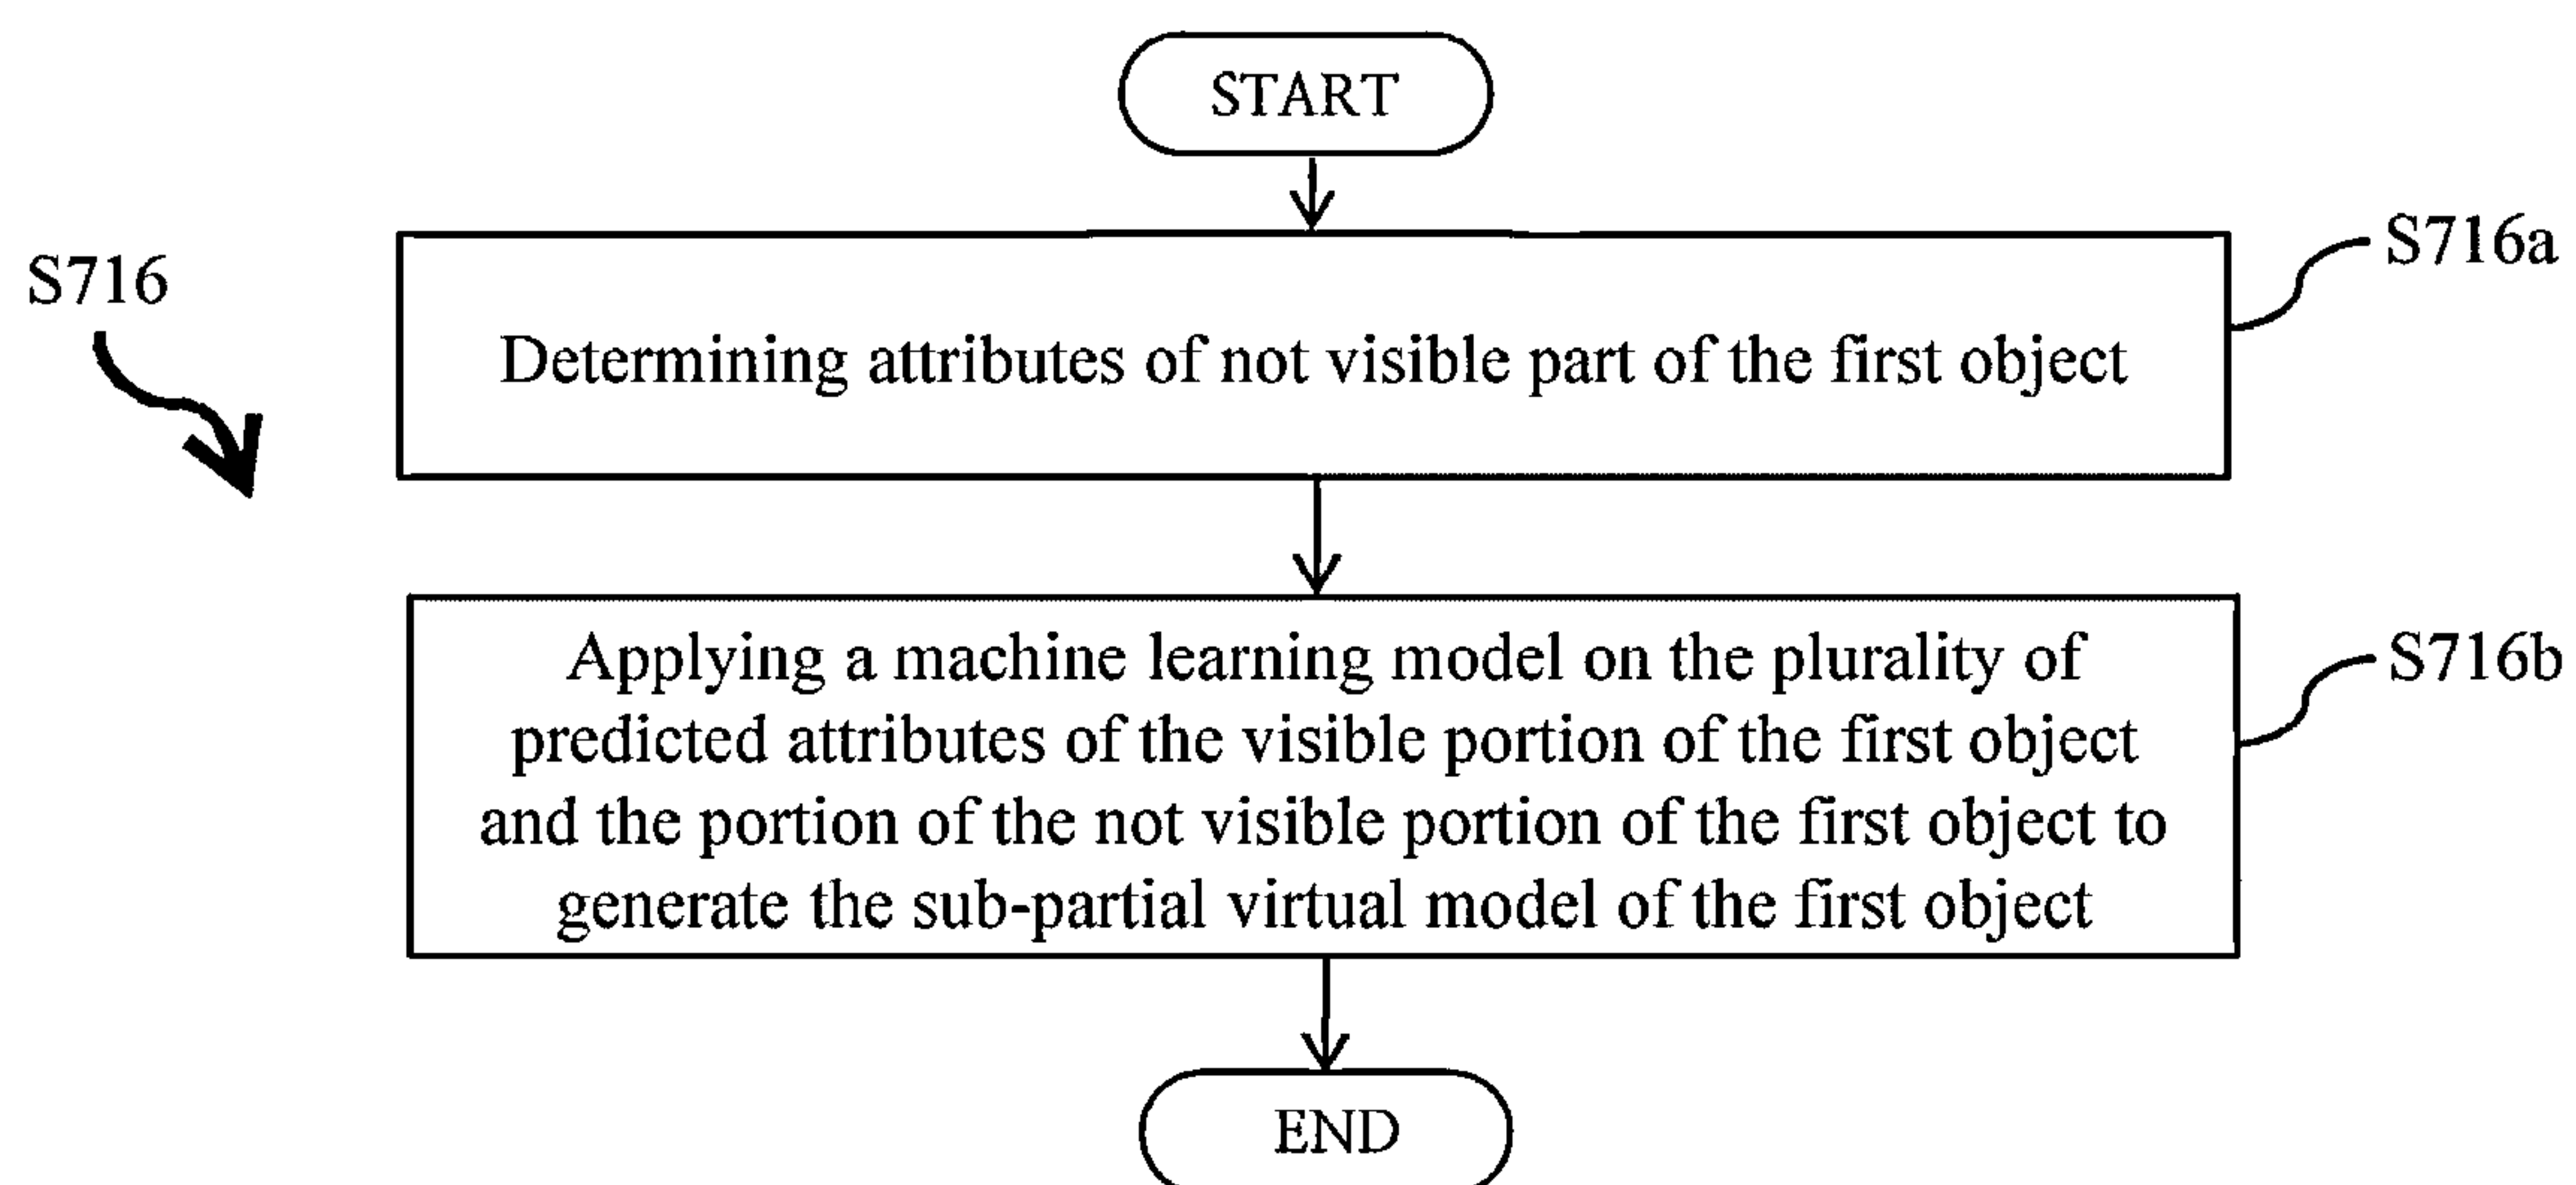 START
S716
S716a
Determining attributes of not visible part of the first object
Applying a machine learning model on the plurality of
predicted attributes of the visible portion of the first object
and the portion of the not visible portion of the first object to
generate the sub-partial virtual model of the first object
S716b
END